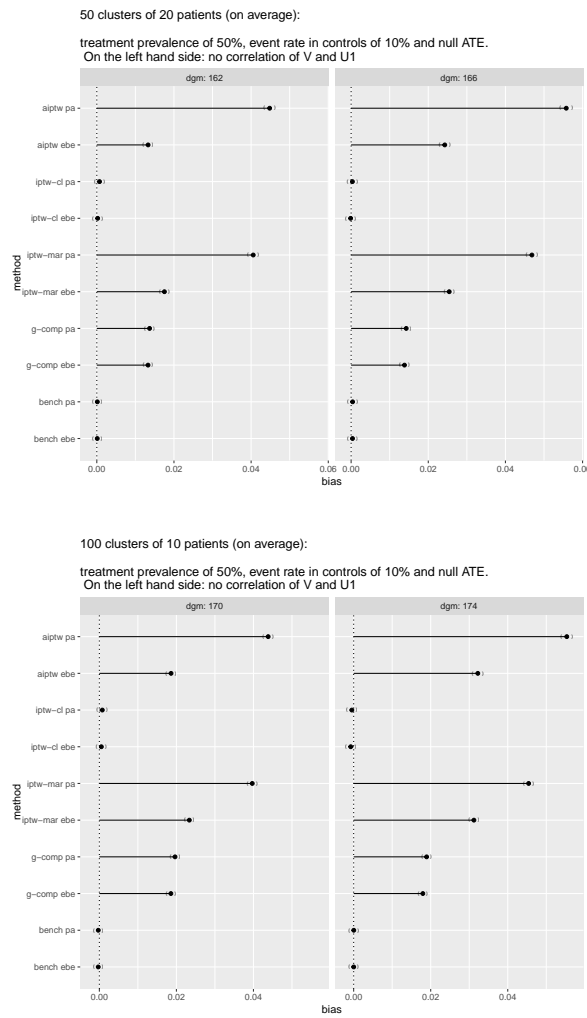 50 clusters of 20 patients (on average):
treatment prevalence of 50%, event rate in controls of 10% and null ATE.
On the left hand side: no correlation of V and U1
dgm: 162
dgm: 166
method
aiptw pa
aiptw ebe
iptw−cl pa
iptw−cl ebe
iptw−mar pa
iptw−mar ebe
g−comp pa
g−comp ebe
bench pa
bench ebe
0.00 0.02 0.04 0.06 0.00 0.02 0.04 0.0
bias
100 clusters of 10 patients (on average):
treatment prevalence of 50%, event rate in controls of 10% and null ATE.
On the left hand side: no correlation of V and U1
dgm: 170
dgm: 174
method
aiptw pa
aiptw ebe
iptw−cl pa
iptw−cl ebe
iptw−mar pa
iptw−mar ebe
g−comp pa
g−comp ebe
bench pa
bench ebe
0.00 0.02 0.04 0.00 0.02 0.04
bias